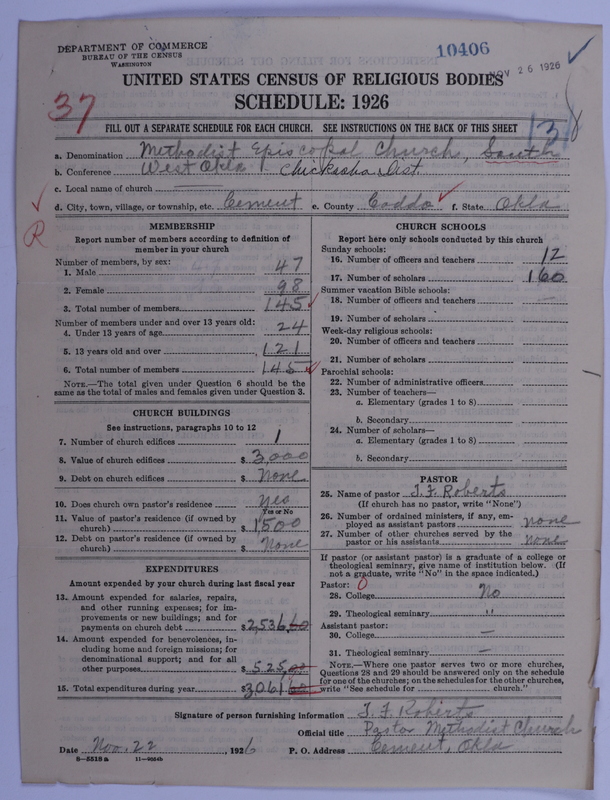 DEPARTMENT OF COMMERCE
BUREAU OF THE CENSUS
WASHINGTON
10406
NOV 26 1926
UNITED STATES CENSUS OF RELIGIOUS BODIES
SCHEDULE: 1926
37
FILL OUT A SEPARATE SCHEDULE FOR EACH CHURCH. SEE INSTRUCTIONS ON THE BACK OF THIS SHEET
a. Denomination Methodist Episcopal Church, South
b. Conference West Okla. Chickasha Dist.
c. Local name of church
d. City, town, village, or township, etc. Cement e. County Caddo f. State Okla
R
MEMBERSHIP
Report number of members according to definition of
member in your church
Number of members, by sex:
1. Male 47
2. Female 98
3. Total number of members 145
Number of members under and over 13 years old:
4. Under 13 years of age 24
5. 13 years old and over 121
6. Total number of members 145
NOTE.—The total given under Question 6 should be the
same as the total of males and females given under Question 3.
CHURCH BUILDINGS
See instructions, paragraphs 10 to 12
7. Number of church edifices 1
8. Value of church edifices $ 3,000
9. Debt on church edifices $ None
10. Does church own pastor's residence yes
Yes or No
11. Value of pastor's residence (if owned by
church) $ 1500
12. Debt on pastor's residence (if owned by
church) $ None
EXPENDITURES
Amount expended by your church during last fiscal year
13. Amount expended for salaries, repairs,
and other running expenses; for im-
provements or new buildings; and for
payments on church debt $ 2,536.00
14. Amount expended for benevolences, in-
cluding home and foreign missions; for
denominational support; and for all
other purposes $ 525.00
15. Total expenditures during year $ 3,061.00
CHURCH SCHOOLS
Report here only schools conducted by this church
Sunday schools:
16. Number of officers and teachers 12
17. Number of scholars 160
Summer vacation Bible schools:
18. Number of officers and teachers —
19. Number of scholars
Week-day religious schools:
20. Number of officers and teachers
21. Number of scholars
Parochial schools:
22. Number of administrative officers
23. Number of teachers—
a. Elementary (grades 1 to 8)
b. Secondary
24. Number of scholars—
a. Elementary (grades 1 to 8)
b. Secondary
PASTOR
25. Name of pastor J. F. Roberts
(If church has no pastor, write "None")
26. Number of ordained ministers, if any, em-
ployed as assistant pastors none
27. Number of other churches served by the
pastor or his assistants none
If pastor (or assistant pastor) is a graduate of a college or
theological seminary, give name of institution below. (If
not a graduate, write "No" in the space indicated.)
Pastor: 0
28. College No
29. Theological seminary "
Assistant pastor:
30. College —
31. Theological seminary —
NOTE.—Where one pastor serves two or more churches,
Questions 28 and 29 should be answered only on the schedule
for one of the churches; on the schedules for the other churches,
write "See schedule for church."
Signature of person furnishing information J. F. Roberts
Official title Pastor Methodist Church
Date Nov. 22, 1926 P. O. Address Cement, Okla
8—5518a 11—9054b